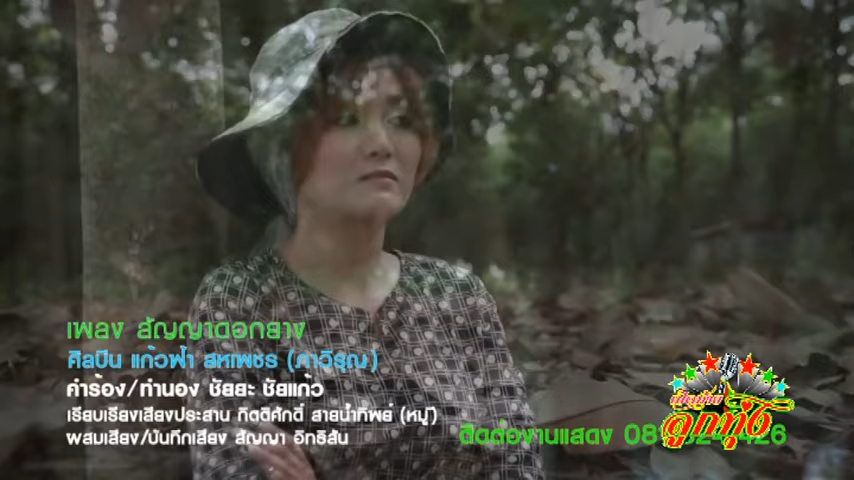 เพลง สัญญาดอกยาง
ศิลปิน แก้วฟ้า สหเพชร (ภาวิรุญ)
คำร้อง/ทำนอง ชัยยะ ชัยแก้ว
เรียบเรียงเสียงประสาน กิตติศักดิ์ สายน้ำทิพย์ (หมู่)
ผสมเสียง/บันทึกเสียง สัญญา อิทธิสัน
ติดต่องานแสดง 08
ลูกทุ่ง